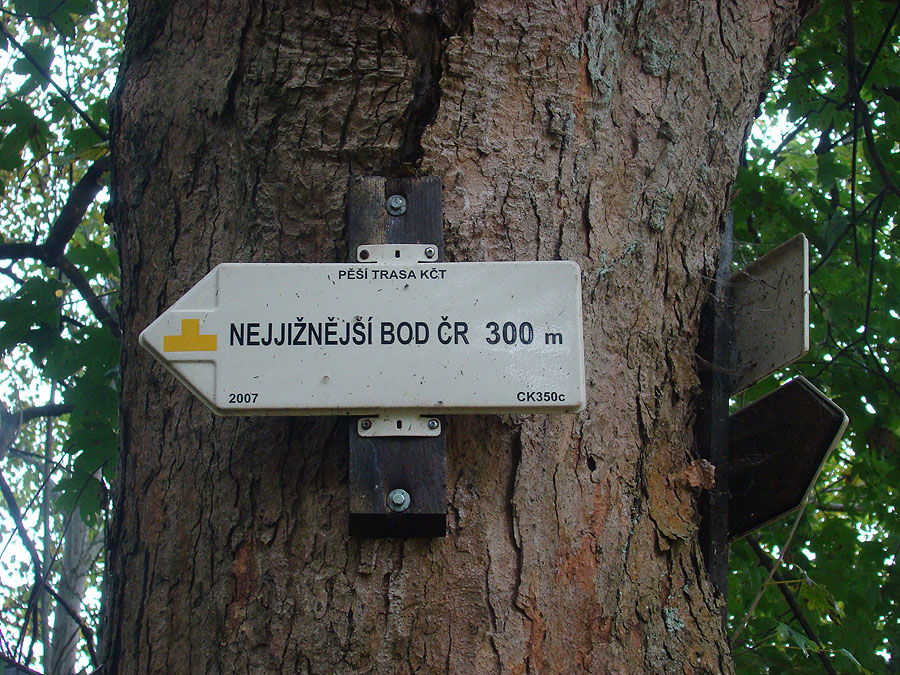 PĚŠÍ TRASA KČT
NEJJIŽNĚJŠÍ BOD ČR 300 m
2007 CK350c